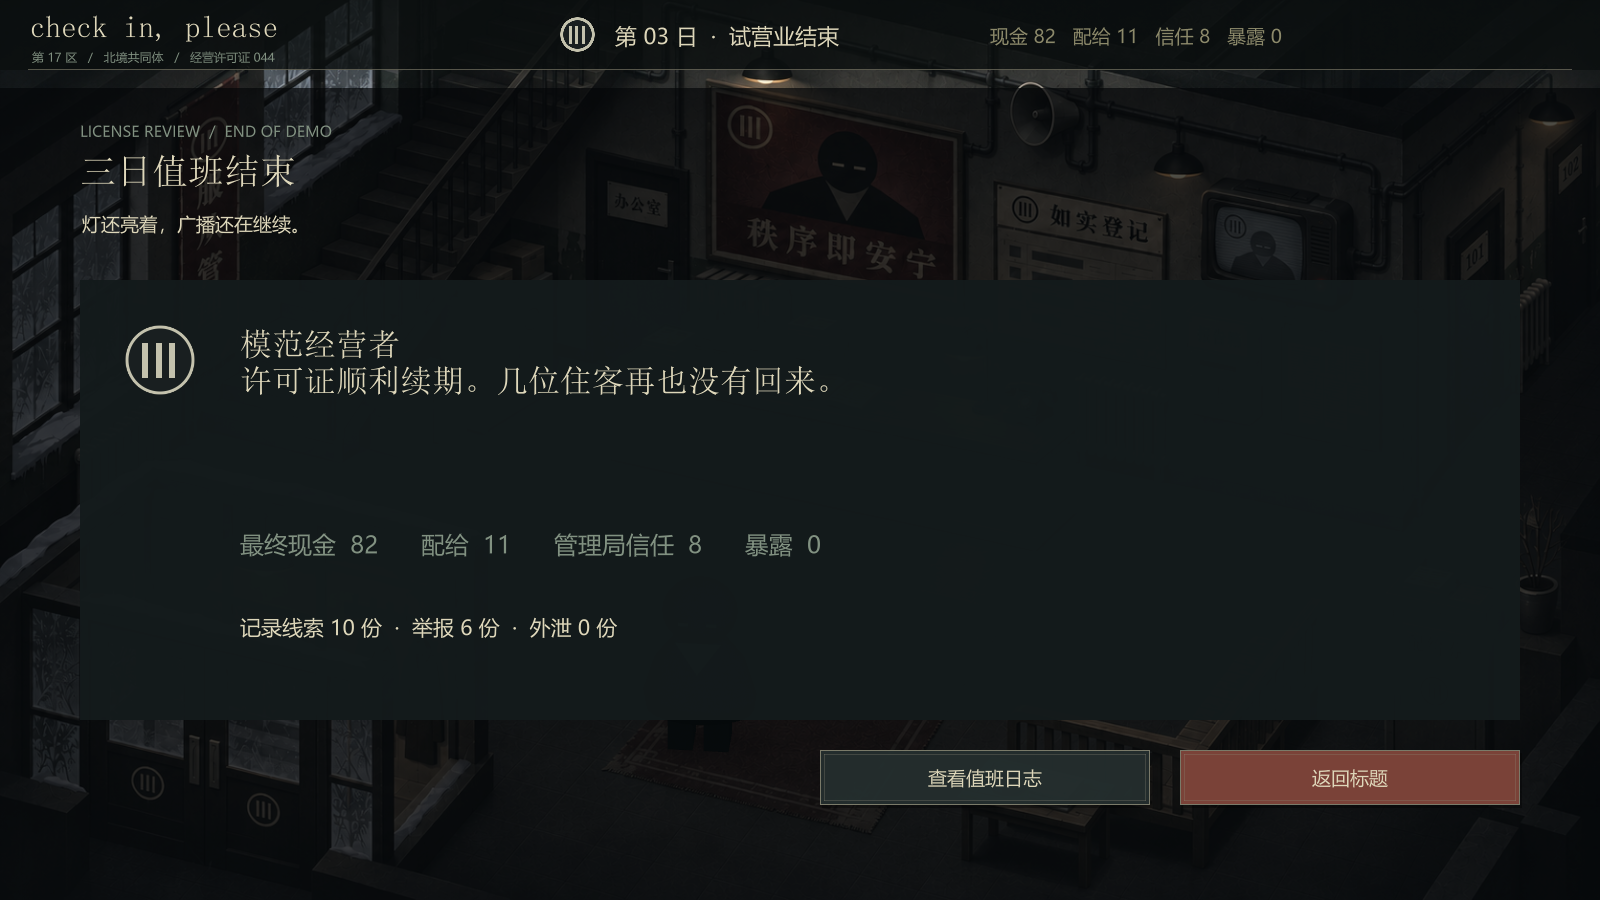 check in, please
第 17 区 / 北境共同体 / 经营许可证 044
第 03 日 · 试营业结束
现金 82 配给 11 信任 8 暴露 0
LICENSE REVIEW / END OF DEMO
三日值班结束
灯还亮着，广播还在继续。
办公室
秩序即安宁
如实登记
102
101
服
管
模范经营者
许可证顺利续期。几位住客再也没有回来。
最终现金 82 配给 11 管理局信任 8 暴露 0
记录线索 10 份 · 举报 6 份 · 外泄 0 份
查看值班日志
返回标题